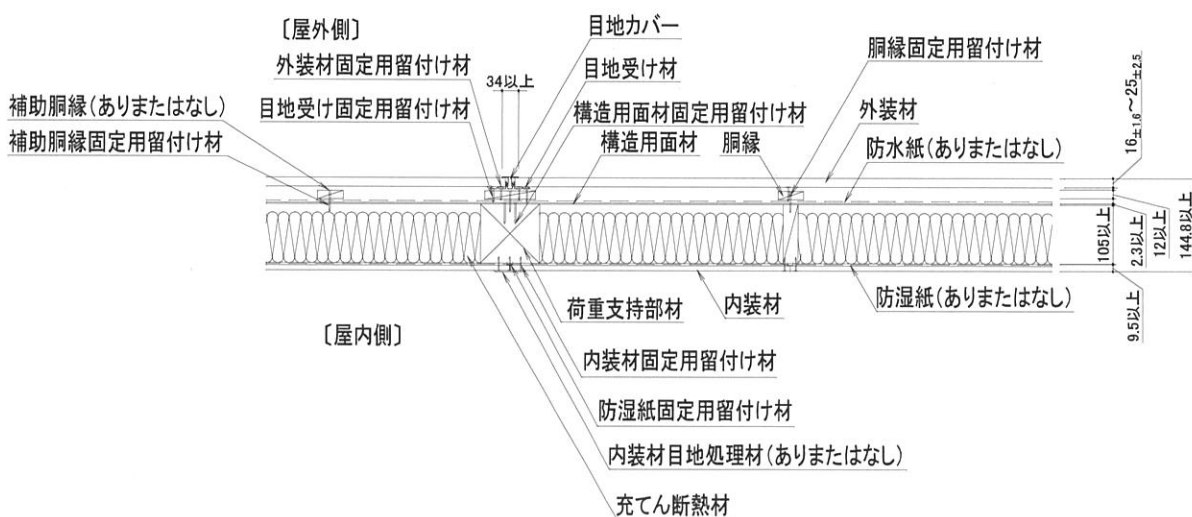 〔屋外側〕
目地カバー
外装材固定用留付け材
34以上
目地受け材
胴縁固定用留付け材
補助胴縁(ありまたはなし)
目地受け固定用留付け材
構造用面材固定用留付け材
外装材
補助胴縁固定用留付け材
構造用面材
胴縁
防水紙(ありまたはなし)
16±1.6~25±2.5
105以上
2.3以上
12以上
144.8以上
9.5以上
荷重支持部材
内装材
防湿紙(ありまたはなし)
〔屋内側〕
内装材固定用留付け材
防湿紙固定用留付け材
内装材目地処理材(ありまたはなし)
充てん断熱材